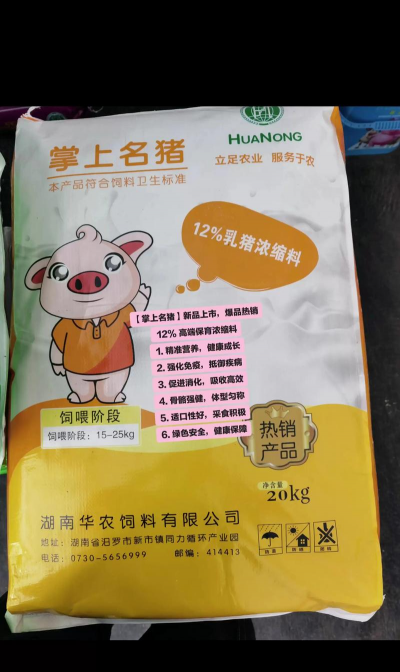 HUANONG
立足农业 服务于农
掌上名猪
本产品符合饲料卫生标准
12%乳猪浓缩料
【掌上名猪】新品上市，爆品热销
12% 高端保育浓缩料
1. 精准营养，健康成长
2. 强化免疫，抵御疾病
3. 促进消化，吸收高效
4. 骨骼强健，体型匀称
5. 适口性好，采食积极
6. 绿色安全，健康保障
饲喂阶段
饲喂阶段：15-25kg
热销
产品
净含量
20kg
湖南华农饲料有限公司
地址：湖南省汨罗市新市镇同力循环产业园
电话：0730-5656999 邮编：414413